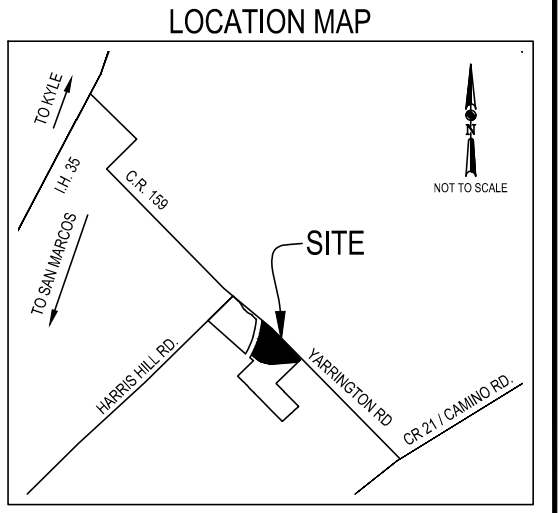 LOCATION MAP
TO KYLE
I.H. 35
C.R. 159
N
NOT TO SCALE
TO SAN MARCOS
SITE
HARRIS HILL RD.
YARRINGTON RD
CR 21 / CAMINO RD.